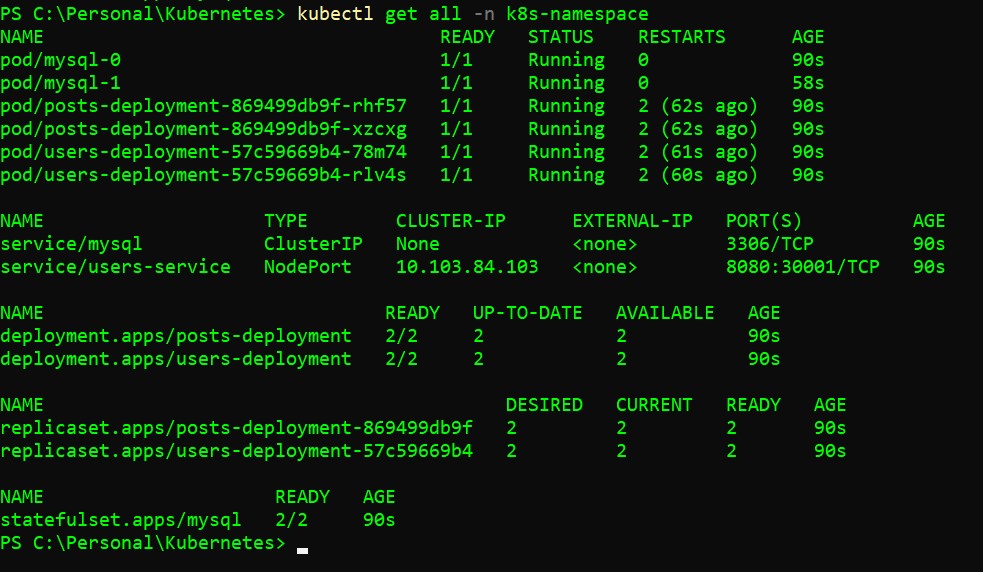 PS C:\Personal\Kubernetes> kubectl get all -n k8s-namespace
NAME READY STATUS RESTARTS AGE
pod/mysql-0 1/1 Running 0 90s
pod/mysql-1 1/1 Running 0 58s
pod/posts-deployment-869499db9f-rhf57 1/1 Running 2 (62s ago) 90s
pod/posts-deployment-869499db9f-xzcxg 1/1 Running 2 (62s ago) 90s
pod/users-deployment-57c59669b4-78m74 1/1 Running 2 (61s ago) 90s
pod/users-deployment-57c59669b4-rlv4s 1/1 Running 2 (60s ago) 90s
NAME TYPE CLUSTER-IP EXTERNAL-IP PORT(S) AGE
service/mysql ClusterIP None <none> 3306/TCP 90s
service/users-service NodePort 10.103.84.103 <none> 8080:30001/TCP 90s
NAME READY UP-TO-DATE AVAILABLE AGE
deployment.apps/posts-deployment 2/2 2 2 90s
deployment.apps/users-deployment 2/2 2 2 90s
NAME DESIRED CURRENT READY AGE
replicaset.apps/posts-deployment-869499db9f 2 2 2 90s
replicaset.apps/users-deployment-57c59669b4 2 2 2 90s
NAME READY AGE
statefulset.apps/mysql 2/2 90s
PS C:\Personal\Kubernetes>